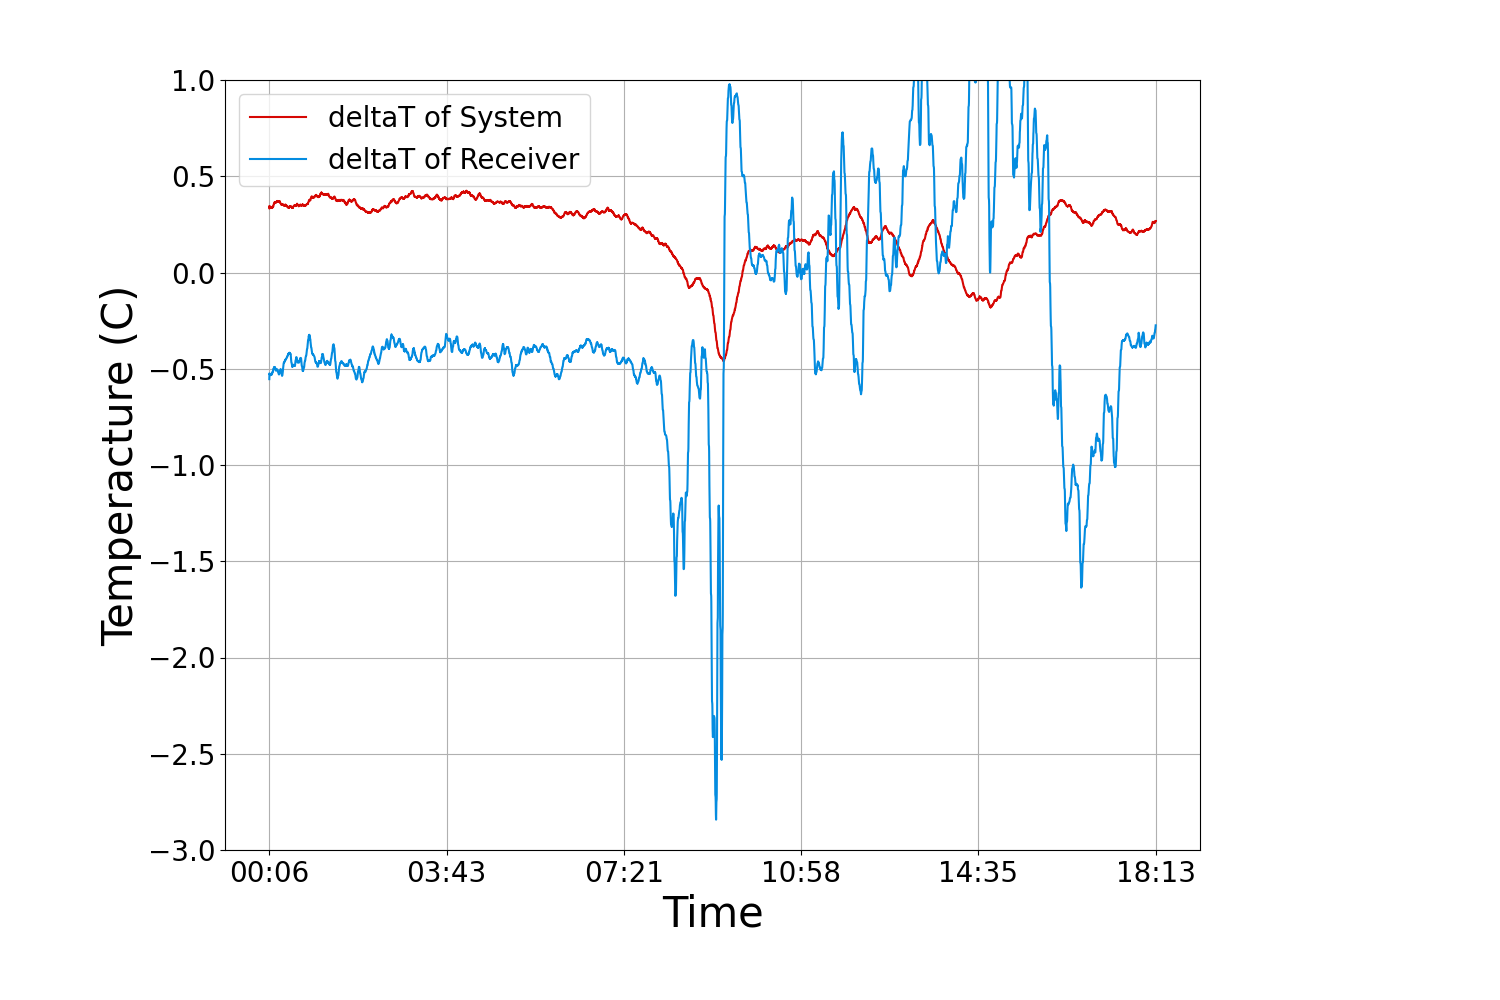 deltaT of System
deltaT of Receiver
1.0
0.5
0.0
−0.5
−1.0
−1.5
−2.0
−2.5
−3.0
Temperacture (C)
00:06 03:43 07:21 10:58 14:35 18:13
Time